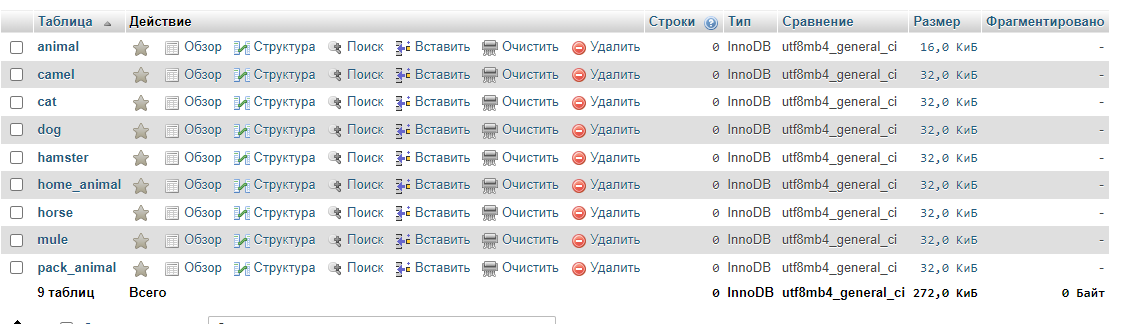 Таблица Действие Строки Тип Сравнение Размер Фрагментировано
animal Обзор Структура Поиск Вставить Очистить Удалить 0 InnoDB utf8mb4_general_ci 16,0 КиБ -
camel Обзор Структура Поиск Вставить Очистить Удалить 0 InnoDB utf8mb4_general_ci 32,0 КиБ -
cat Обзор Структура Поиск Вставить Очистить Удалить 0 InnoDB utf8mb4_general_ci 32,0 КиБ -
dog Обзор Структура Поиск Вставить Очистить Удалить 0 InnoDB utf8mb4_general_ci 32,0 КиБ -
hamster Обзор Структура Поиск Вставить Очистить Удалить 0 InnoDB utf8mb4_general_ci 32,0 КиБ -
home_animal Обзор Структура Поиск Вставить Очистить Удалить 0 InnoDB utf8mb4_general_ci 32,0 КиБ -
horse Обзор Структура Поиск Вставить Очистить Удалить 0 InnoDB utf8mb4_general_ci 32,0 КиБ -
mule Обзор Структура Поиск Вставить Очистить Удалить 0 InnoDB utf8mb4_general_ci 32,0 КиБ -
pack_animal Обзор Структура Поиск Вставить Очистить Удалить 0 InnoDB utf8mb4_general_ci 32,0 КиБ -
9 таблиц Всего 0 InnoDB utf8mb4_general_ci 272,0 КиБ 0 Байт